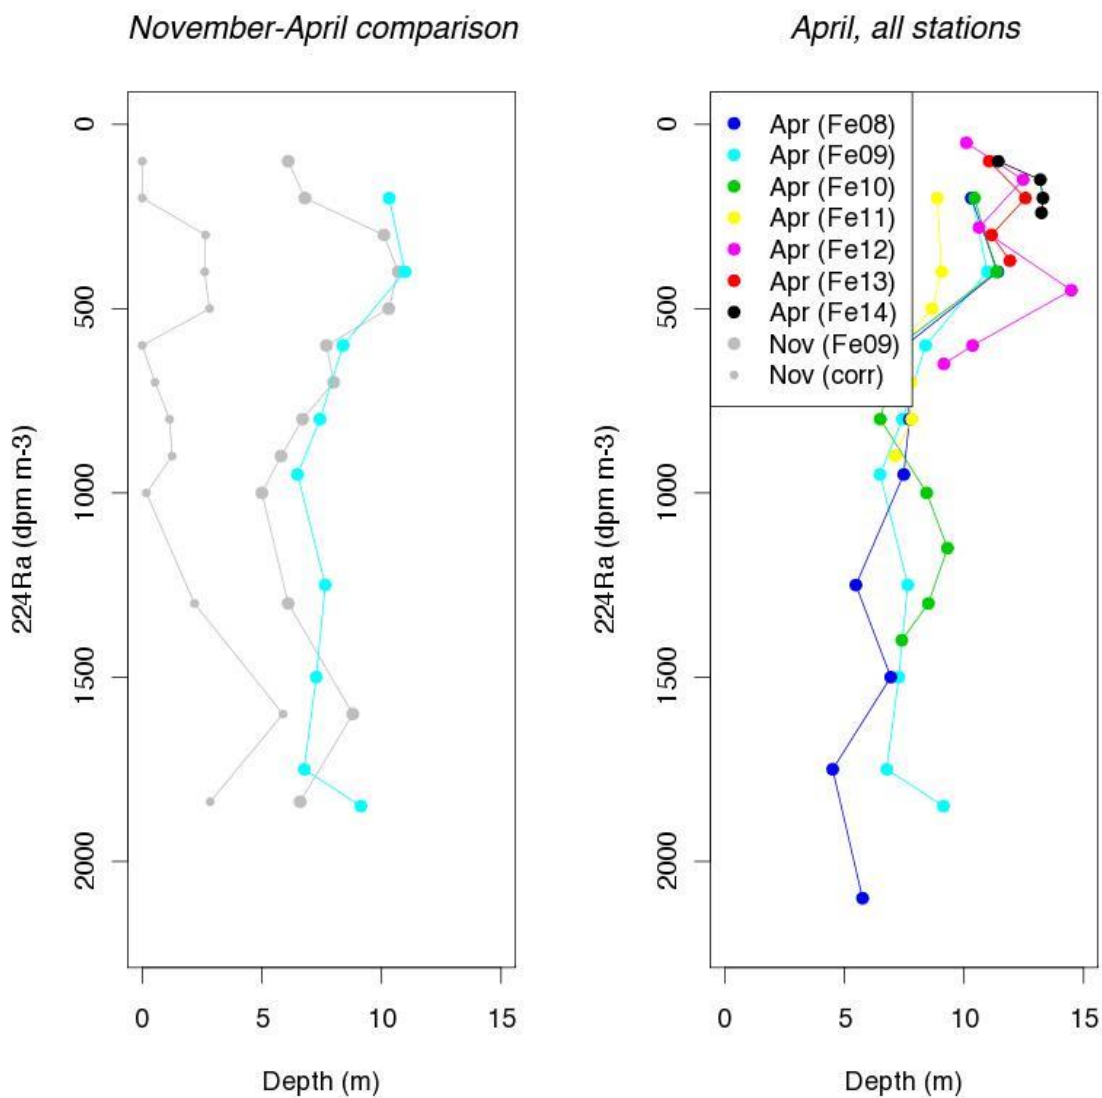 November-April comparison
0
500
1000
1500
2000
224Ra (dpm m-3)
0 5 10 15
Depth (m)
April, all stations
Apr (Fe08)
Apr (Fe09)
Apr (Fe10)
Apr (Fe11)
Apr (Fe12)
Apr (Fe13)
Apr (Fe14)
Nov (Fe09)
Nov (corr)
0
500
1000
1500
2000
224Ra (dpm m-3)
0 5 10 15
Depth (m)